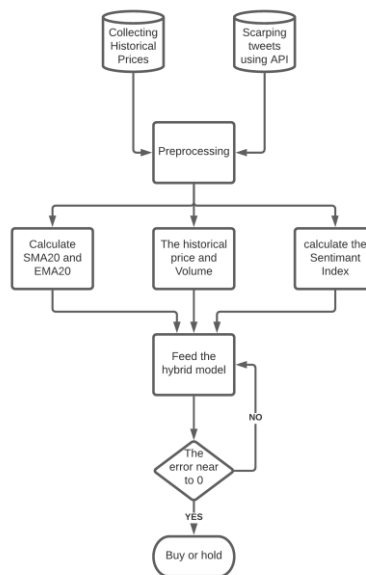 Collecting
Historical
Prices
Scarping
tweets
using API
Preprocessing
Calculate
SMA20 and
EMA20
The historical
price and
Volume
calculate the
Sentimant
Index
Feed the
hybrid model
NO
The
error near
to 0
YES
Buy or hold